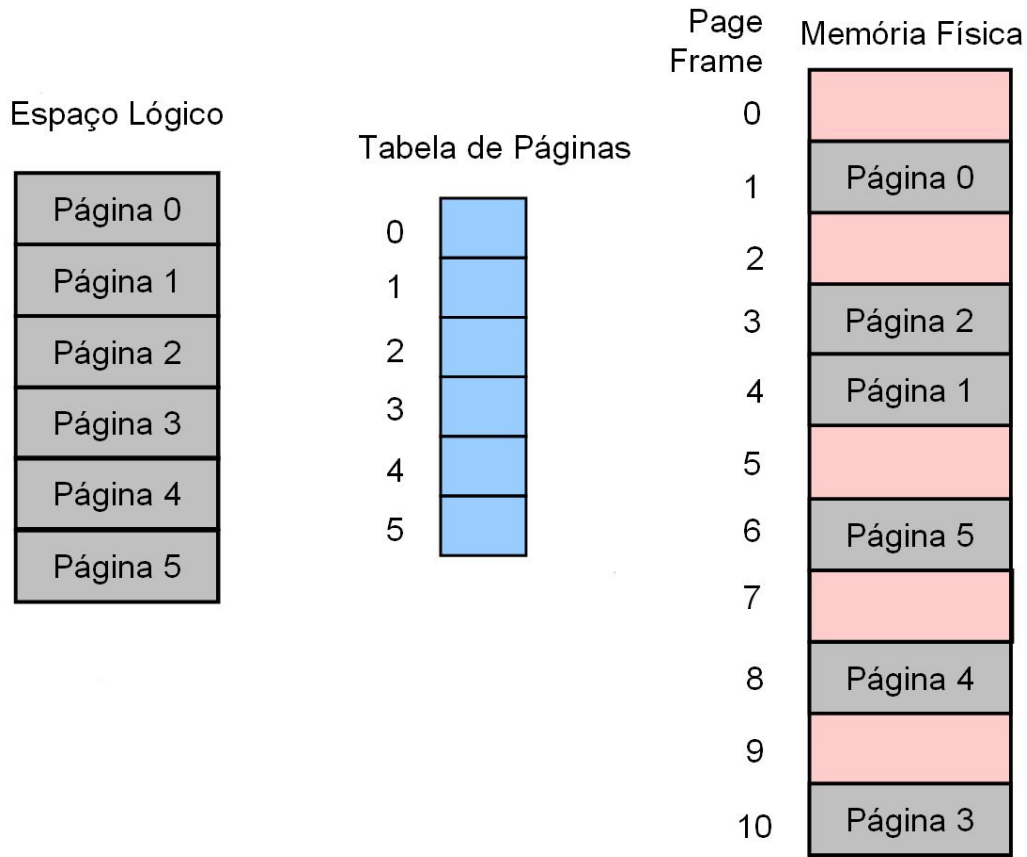 Espaço Lógico
Página 0
Página 1
Página 2
Página 3
Página 4
Página 5
Tabela de Páginas
0
1
2
3
4
5
Page
Frame
Memória Física
0
1
Página 0
2
3
Página 2
4
Página 1
5
6
Página 5
7
8
Página 4
9
10
Página 3